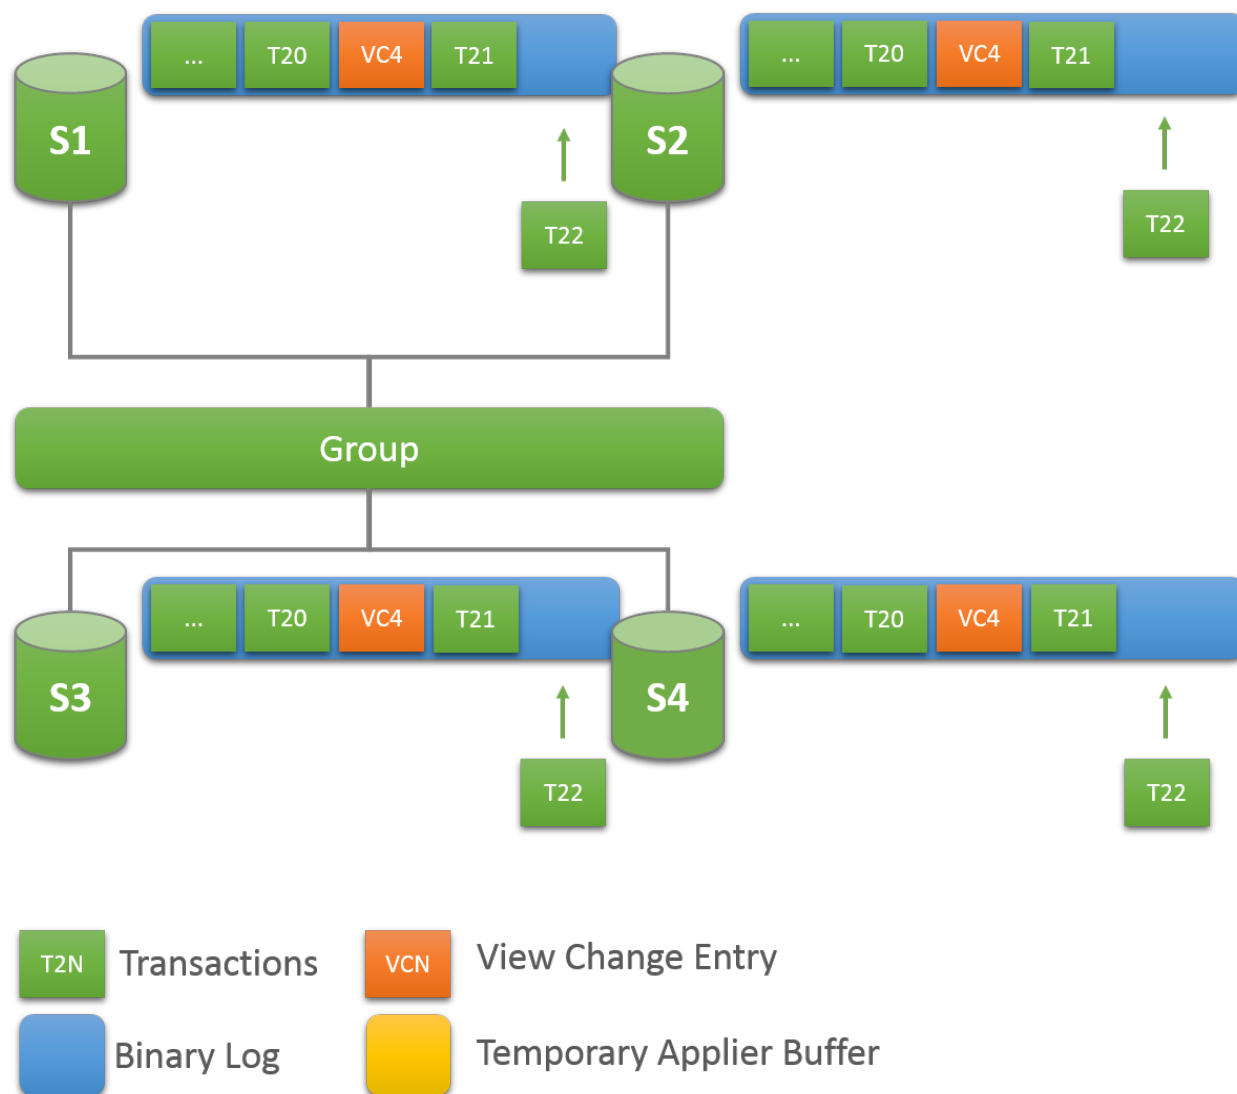 ... T20 VC4 T21
... T20 VC4 T21
S1
S2
T22
T22
Group
... T20 VC4 T21
... T20 VC4 T21
S3
S4
T22
T22
T2N Transactions
VCN View Change Entry
Binary Log
Temporary Applier Buffer